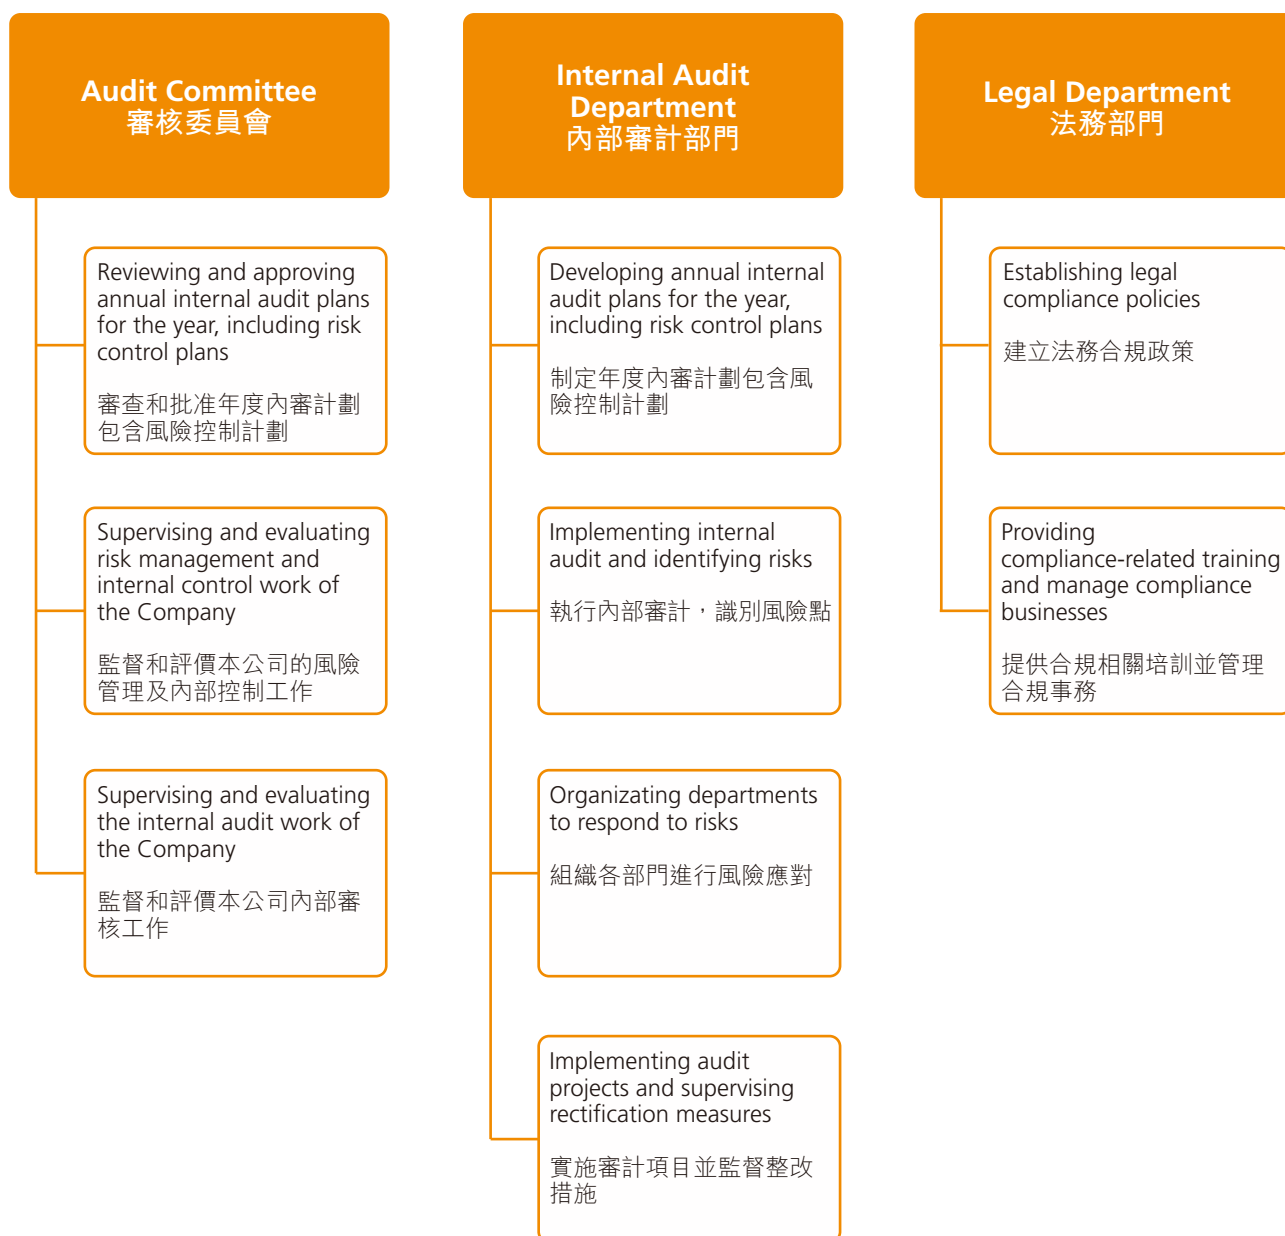 Audit Committee
審核委員會
Reviewing and approving
annual internal audit plans
for the year, including risk
control plans
審查和批准年度內審計劃
包含風險控制計劃
Supervising and evaluating
risk management and
internal control work of
the Company
監督和評價本公司的風險
管理及內部控制工作
Supervising and evaluating
the internal audit work of
the Company
監督和評價本公司內部審
核工作
Internal Audit
Department
內部審計部門
Developing annual internal
audit plans for the year,
including risk control plans
制定年度內審計劃包含風
險控制計劃
Implementing internal
audit and identifying risks
執行內部審計，識別風險點
Organizating departments
to respond to risks
組織各部門進行風險應對
Implementing audit
projects and supervising
rectification measures
實施審計項目並監督整改
措施
Legal Department
法務部門
Establishing legal
compliance policies
建立法務合規政策
Providing
compliance-related training
and manage compliance
businesses
提供合規相關培訓並管理
合規事務